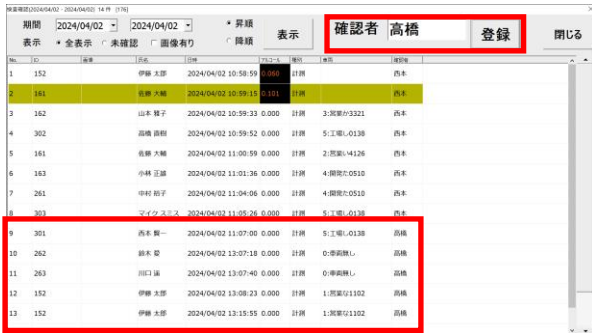 検査確認[2024/04/02 - 2024/04/02] 14 件 [176]
期間 2024/04/02 - 2024/04/02 昇順 表示 確認者 高橋 登録 閉じる
表示 全表示 未確認 画像有り 降順
No. ID 画像 氏名 日時 アルコール 種別 車両 確認者
1 152 伊藤 太郎 2024/04/02 10:58:59 0.060 計測 西本
2 161 佐藤 大輔 2024/04/02 10:59:15 0.101 計測 西本
3 162 山本 雅子 2024/04/02 10:59:33 0.000 計測 3:営業か3321 西本
4 302 高橋 直樹 2024/04/02 10:59:52 0.000 計測 5:工場し0138 西本
5 161 佐藤 大輔 2024/04/02 11:00:59 0.000 計測 2:営業い4126 西本
6 163 小林 正雄 2024/04/02 11:01:36 0.000 計測 4:開発た0510 西本
7 261 中村 裕子 2024/04/02 11:04:06 0.000 計測 4:開発た0510 西本
8 303 マイク スミス 2024/04/02 11:05:26 0.000 計測 5:工場し0138 西本
9 301 西本 賢一 2024/04/02 11:07:00 0.000 計測 5:工場し0138 高橋
10 262 鈴木 愛 2024/04/02 13:07:18 0.000 計測 0:車両無し 高橋
11 263 川口 論 2024/04/02 13:07:40 0.000 計測 0:車両無し 高橋
12 152 伊藤 太郎 2024/04/02 13:08:23 0.000 計測 1:営業な1102 高橋
13 152 伊藤 太郎 2024/04/02 13:15:55 0.000 計測 1:営業な1102 高橋